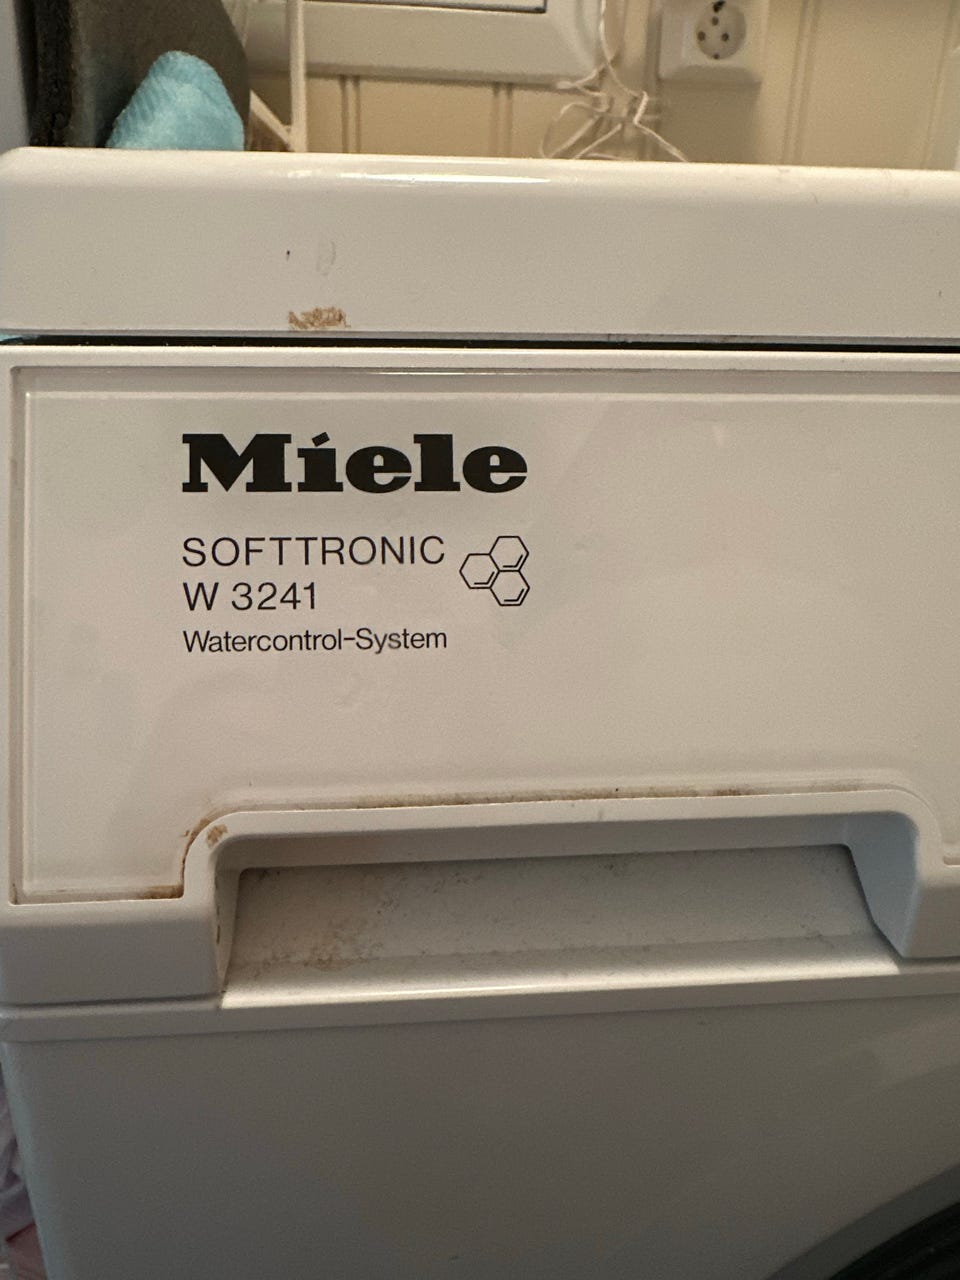 Miele
SOFTTRONIC
W 3241
Watercontrol-System